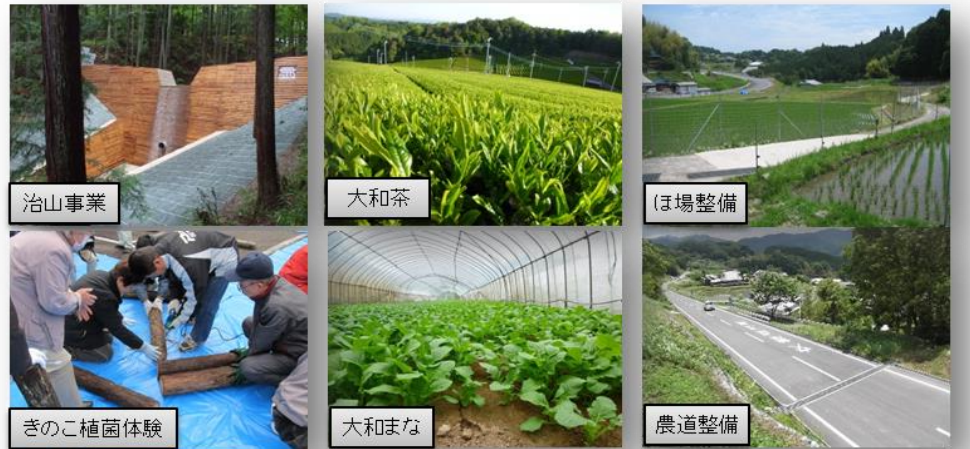 治山事業
大和茶
ほ場整備
きのこ植菌体験
大和まな
農道整備